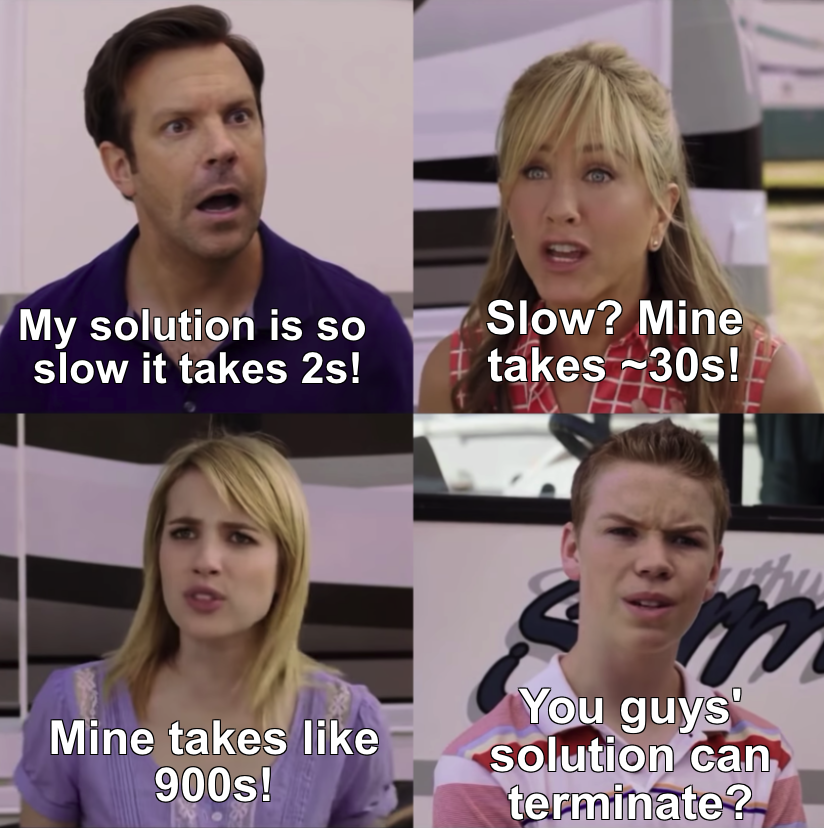 My solution is so
slow it takes 2s!
Slow? Mine
takes ~30s!
Mine takes like
900s!
You guys'
solution can
terminate?